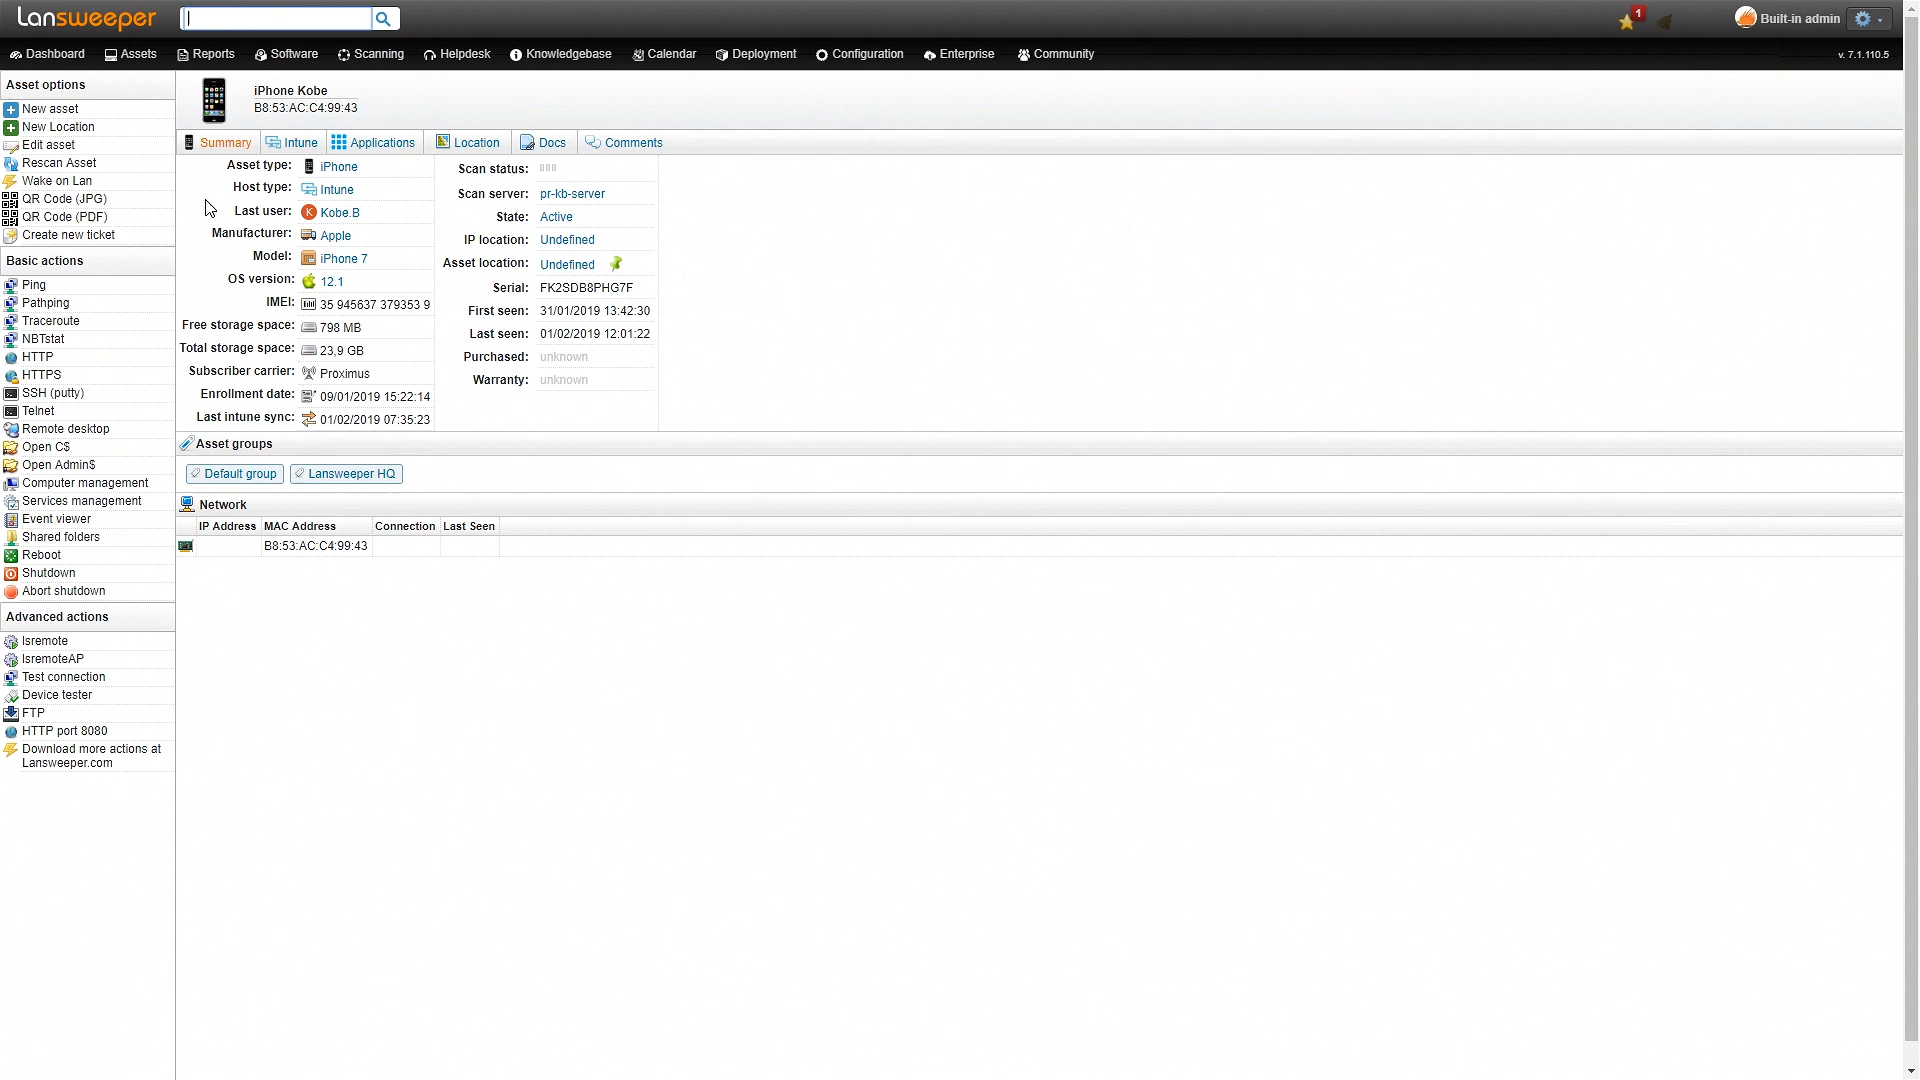 Lansweeper
1
Built-in admin
Dashboard Assets Reports Software Scanning Helpdesk Knowledgebase Calendar Deployment Configuration Enterprise Community
v. 7.1.110.5
Asset options
New asset
New Location
Edit asset
Rescan Asset
Wake on Lan
QR Code (JPG)
QR Code (PDF)
Create new ticket
Basic actions
Ping
Pathping
Traceroute
NBTstat
HTTP
HTTPS
SSH (putty)
Telnet
Remote desktop
Open C$
Open Admin$
Computer management
Services management
Event viewer
Shared folders
Reboot
Shutdown
Abort shutdown
Advanced actions
lsremote
lsremoteAP
Test connection
Device tester
FTP
HTTP port 8080
Download more actions at
Lansweeper.com
iPhone Kobe
B8:53:AC:C4:99:43
Summary Intune Applications Location Docs Comments
Asset type: iPhone
Host type: Intune
Last user: K Kobe.B
Manufacturer: Apple
Model: iPhone 7
OS version: 12.1
IMEI: 35 945637 379353 9
Free storage space: 798 MB
Total storage space: 23,9 GB
Subscriber carrier: Proximus
Enrollment date: 09/01/2019 15:22:14
Last intune sync: 01/02/2019 07:35:23
Scan status:
Scan server: pr-kb-server
State: Active
IP location: Undefined
Asset location: Undefined
Serial: FK2SDB8PHG7F
First seen: 31/01/2019 13:42:30
Last seen: 01/02/2019 12:01:22
Purchased: unknown
Warranty: unknown
Asset groups
Default group Lansweeper HQ
Network
IP Address MAC Address Connection Last Seen
B8:53:AC:C4:99:43